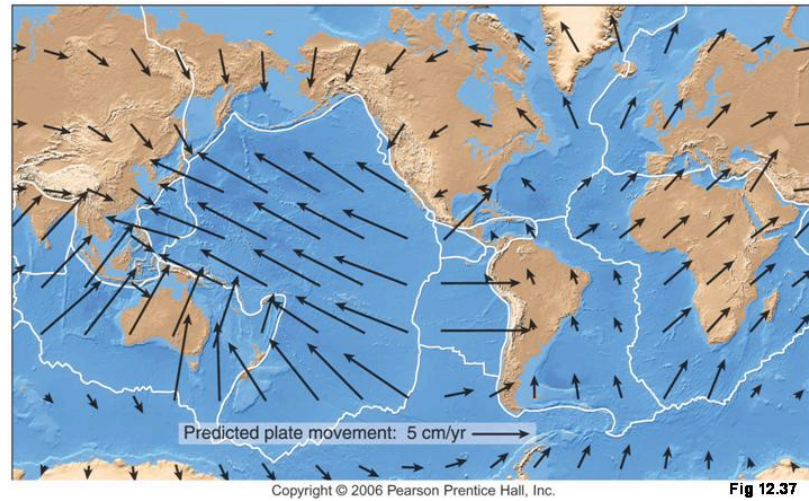 Predicted plate movement: 5 cm/yr
Copyright © 2006 Pearson Prentice Hall, Inc.
Fig 12.37